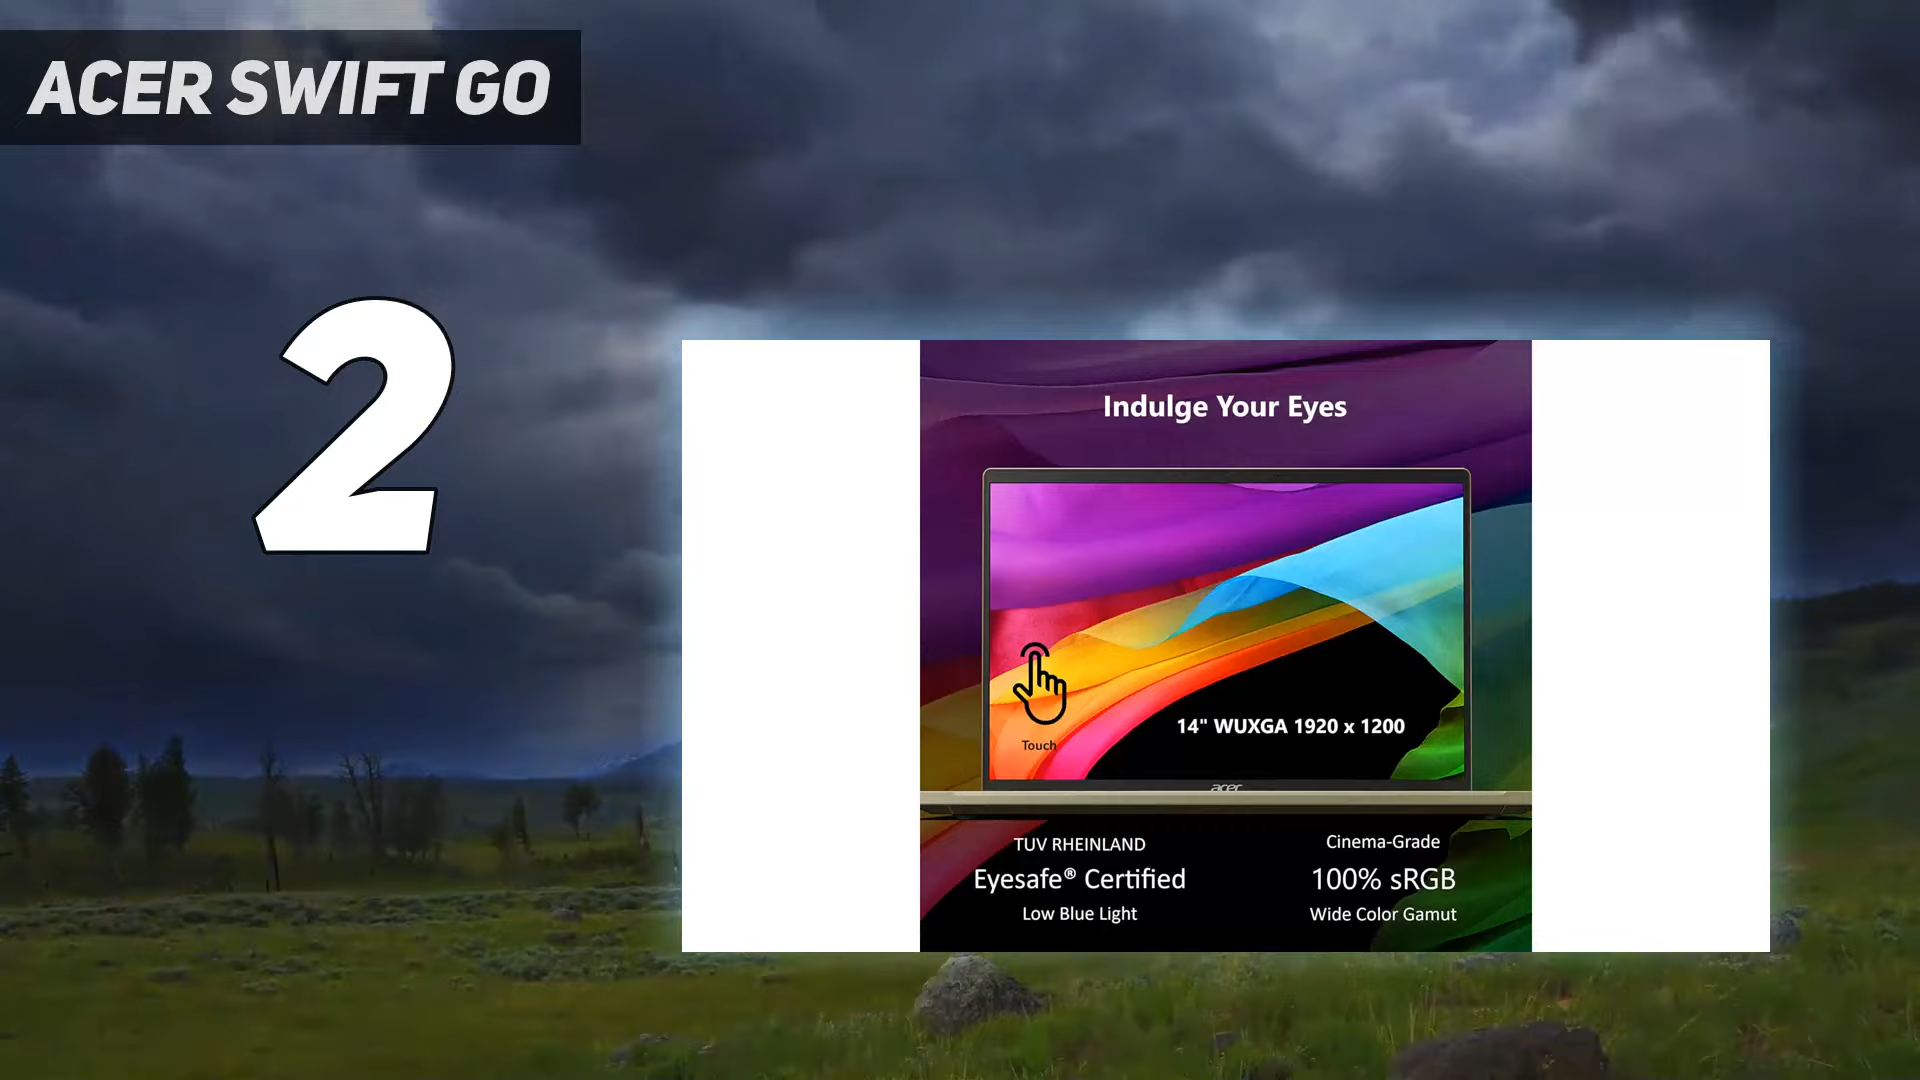 ACER SWIFT GO
2
Indulge Your Eyes
Touch
14" WUXGA 1920 x 1200
acer
TUV RHEINLAND
Eyesafe® Certified
Low Blue Light
Cinema-Grade
100% sRGB
Wide Color Gamut